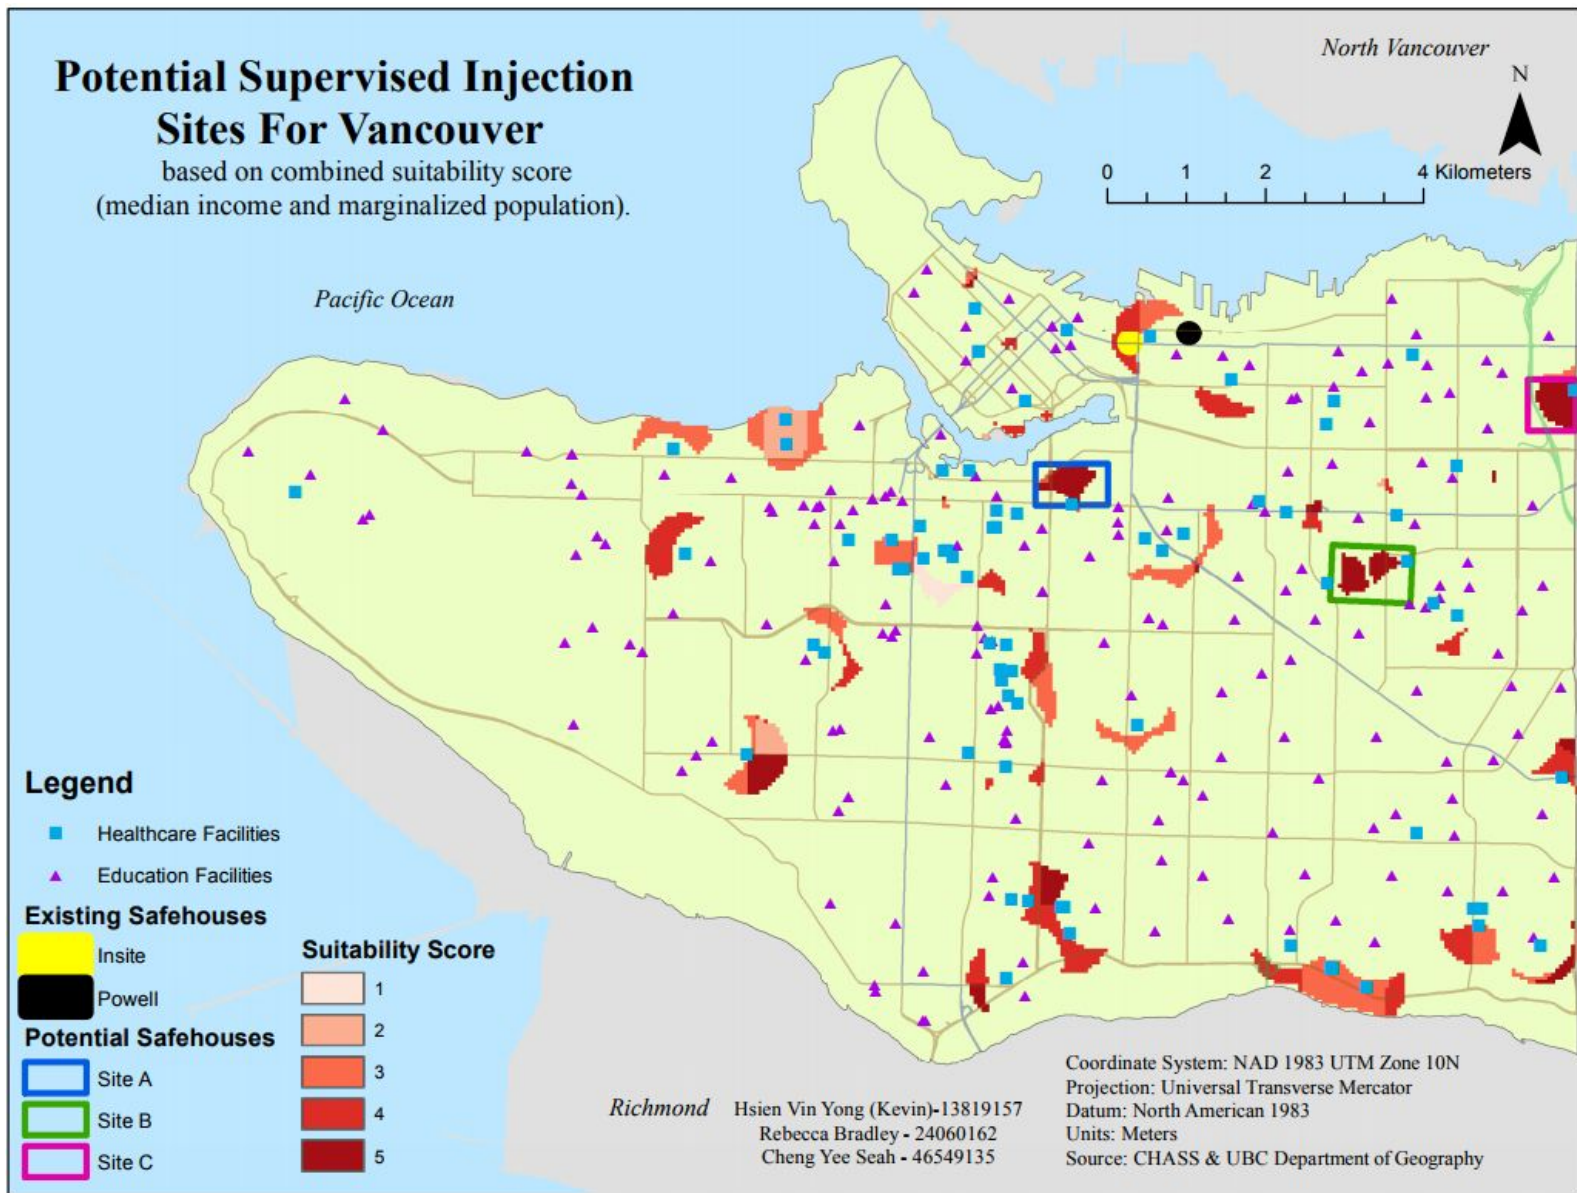 Potential Supervised Injection
Sites For Vancouver
based on combined suitability score
(median income and marginalized population).
North Vancouver
N
0 1 2 4 Kilometers
Pacific Ocean
Legend
Healthcare Facilities
Education Facilities
Existing Safehouses
Insite
Powell
Potential Safehouses
Site A
Site B
Site C
Suitability Score
1
2
3
4
5
Richmond
Hsien Vin Yong (Kevin)-13819157
Rebecca Bradley - 24060162
Cheng Yee Seah - 46549135
Coordinate System: NAD 1983 UTM Zone 10N
Projection: Universal Transverse Mercator
Datum: North American 1983
Units: Meters
Source: CHASS & UBC Department of Geography